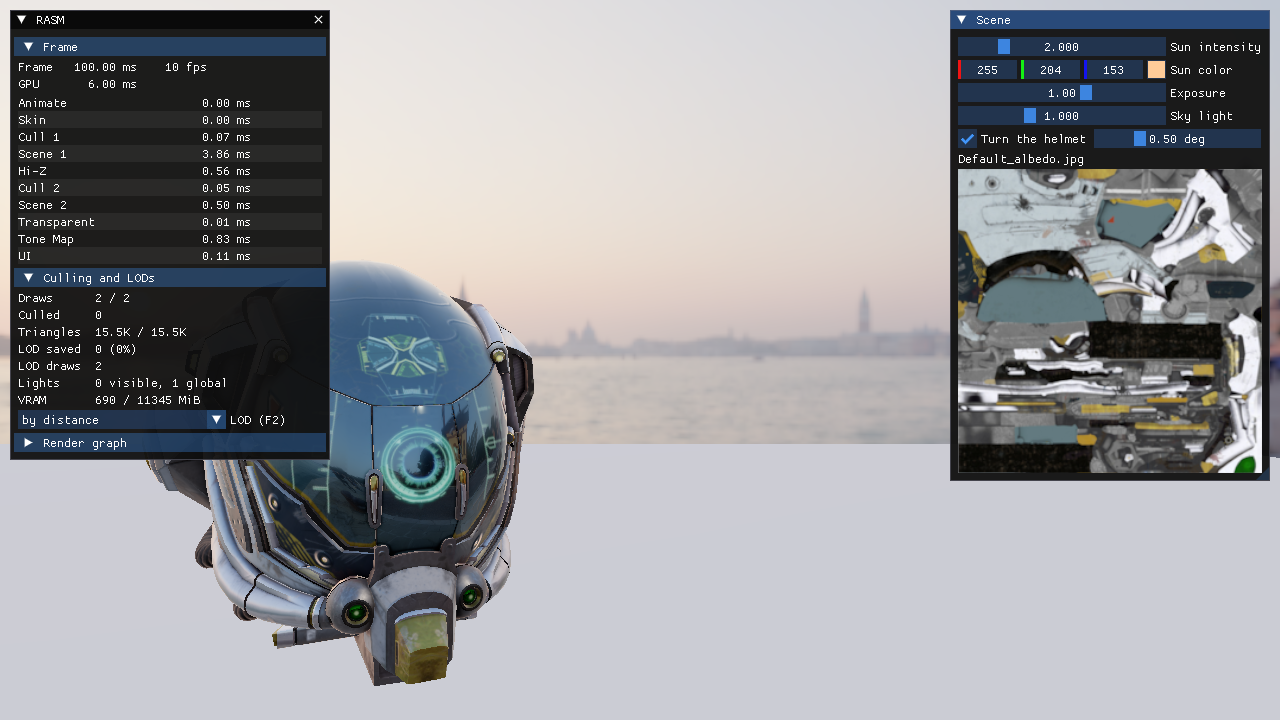 RASM
Frame
Frame 100.00 ms 10 fps
GPU 6.00 ms
Animate 0.00 ms
Skin 0.00 ms
Cull 1 0.07 ms
Scene 1 3.86 ms
Hi-Z 0.56 ms
Cull 2 0.05 ms
Scene 2 0.50 ms
Transparent 0.01 ms
Tone Map 0.83 ms
UI 0.11 ms
Culling and LODs
Draws 2 / 2
Culled 0
Triangles 15.5K / 15.5K
LOD saved 0 (0%)
LOD draws 2
Lights 0 visible, 1 global
VRAM 690 / 11345 MiB
by distance LOD (F2)
Render graph
Scene
2.000 Sun intensity
255 204 153 Sun color
1.00 Exposure
1.000 Sky light
Turn the helmet 0.50 deg
Default_albedo.jpg